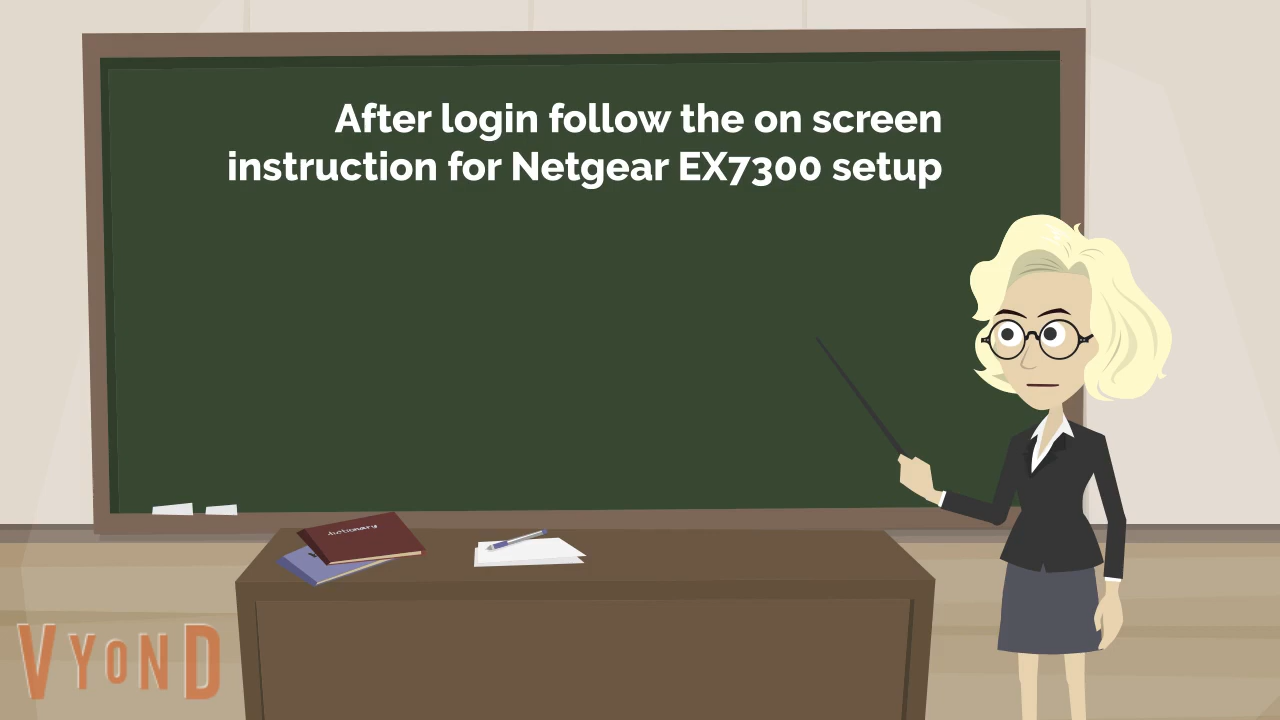 After login follow the on screen
instruction for Netgear EX7300 setup
dictionary
VYOND